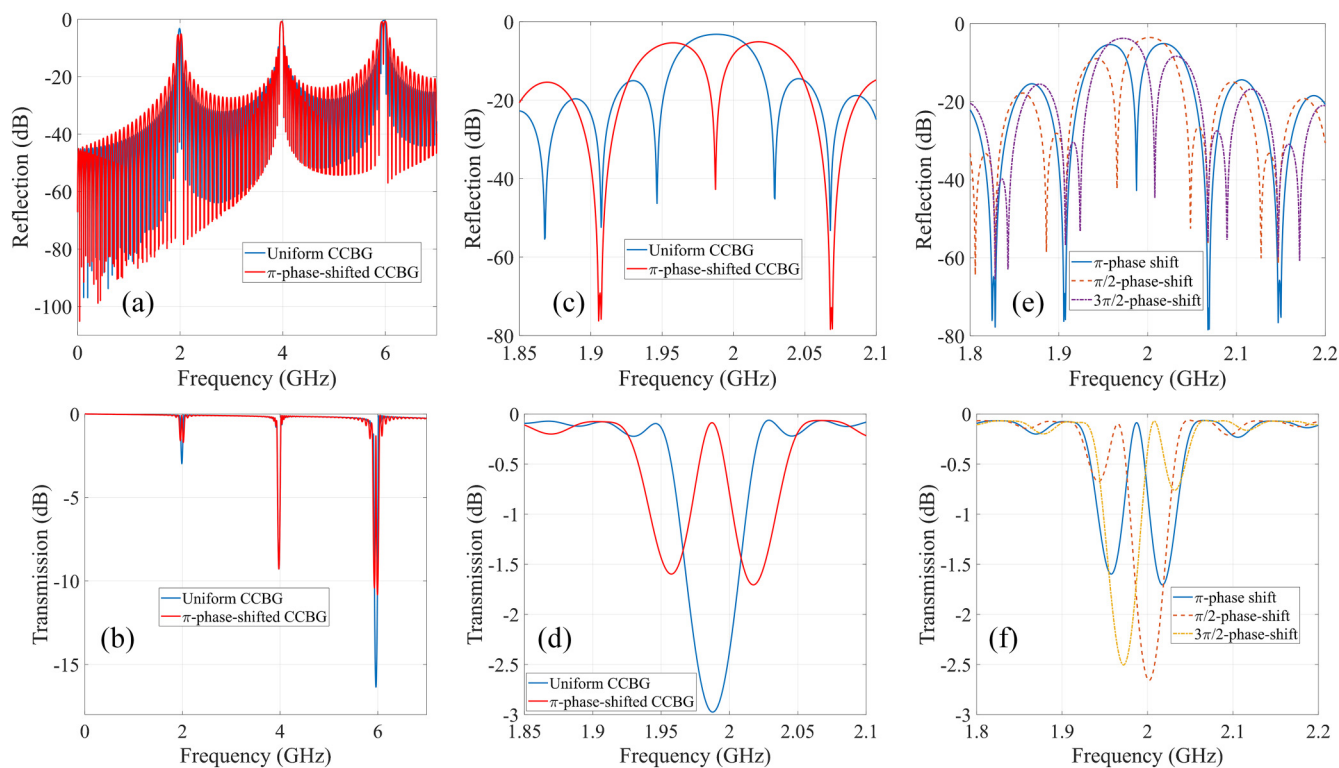 0
-20
-40
-60
-80
-100
Reflection (dB)
Uniform CCBG
π-phase-shifted CCBG
(a)
0 2 4 6
Frequency (GHz)
0
-20
-40
-60
-80
Reflection (dB)
Uniform CCBG
π-phase-shifted CCBG
(c)
1.85 1.9 1.95 2 2.05 2.1
Frequency (GHz)
0
-20
-40
-60
-80
Reflection (dB)
(e)
π-phase shift
π/2-phase-shift
3π/2-phase-shift
1.8 1.9 2 2.1 2.2
Frequency (GHz)
0
-5
-10
-15
Transmission (dB)
Uniform CCBG
π-phase-shifted CCBG
(b)
0 2 4 6
Frequency (GHz)
0
-0.5
-1
-1.5
-2
-2.5
-3
Transmission (dB)
(d)
Uniform CCBG
π-phase-shifted CCBG
1.85 1.9 1.95 2 2.05 2.1
Frequency (GHz)
0
-0.5
-1
-1.5
-2
-2.5
-3
Transmission (dB)
π-phase shift
π/2-phase-shift
3π/2-phase-shift
(f)
1.8 1.9 2 2.1 2.2
Frequency (GHz)